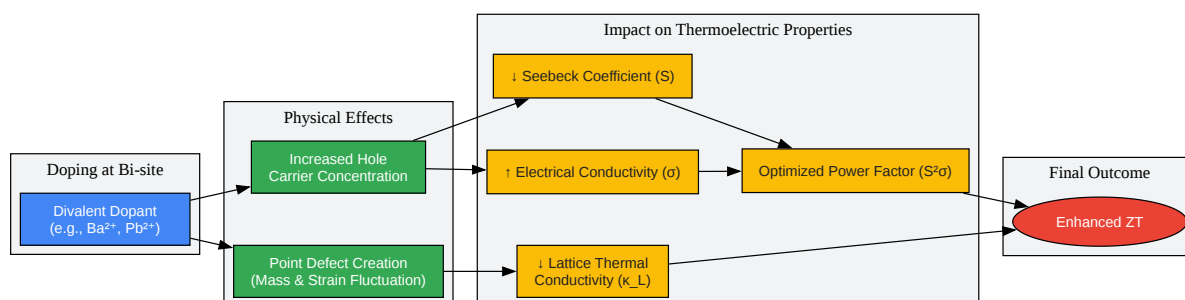 Doping at Bi-site
Divalent Dopant
(e.g., Ba²⁺, Pb²⁺)
Physical Effects
Increased Hole
Carrier Concentration
Point Defect Creation
(Mass & Strain Fluctuation)
Impact on Thermoelectric Properties
↓ Seebeck Coefficient (S)
↑ Electrical Conductivity (σ)
Optimized Power Factor (S²σ)
↓ Lattice Thermal
Conductivity (κ_L)
Final Outcome
Enhanced ZT